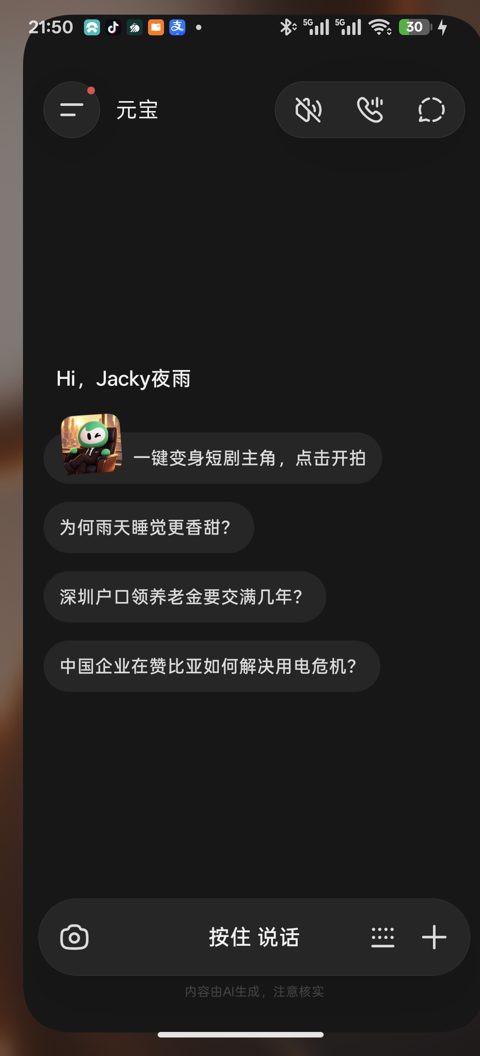 21:50
5G
5G
30
元宝
Hi，Jacky夜雨
一键变身短剧主角，点击开拍
为何雨天睡觉更香甜？
深圳户口领养老金要交满几年？
中国企业在赞比亚如何解决用电危机？
按住 说话
内容由AI生成，注意核实